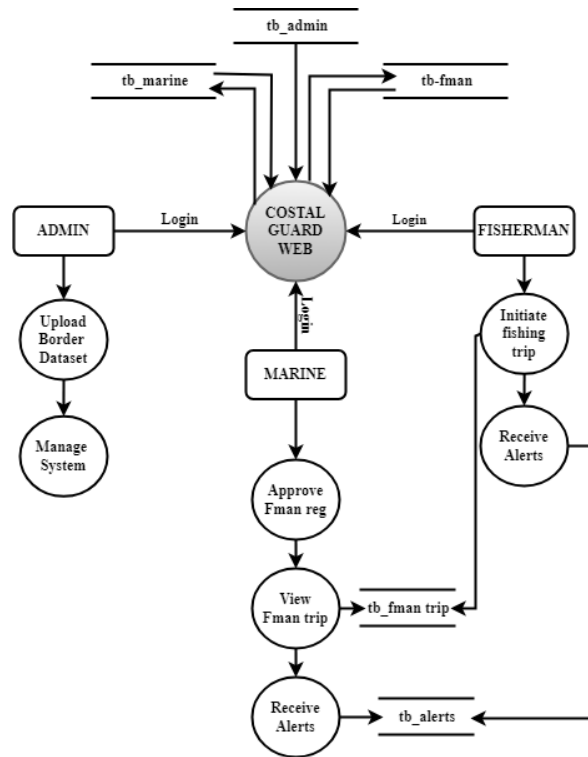 tb_admin
tb_marine
tb-fman
COSTAL
GUARD
WEB
ADMIN
Login
Login
FISHERMAN
Upload
Border
Dataset
Initiate
fishing
trip
Login
MARINE
Manage
System
Receive
Alerts
Approve
Fman reg
View
Fman trip
tb_fman trip
Receive
Alerts
tb_alerts